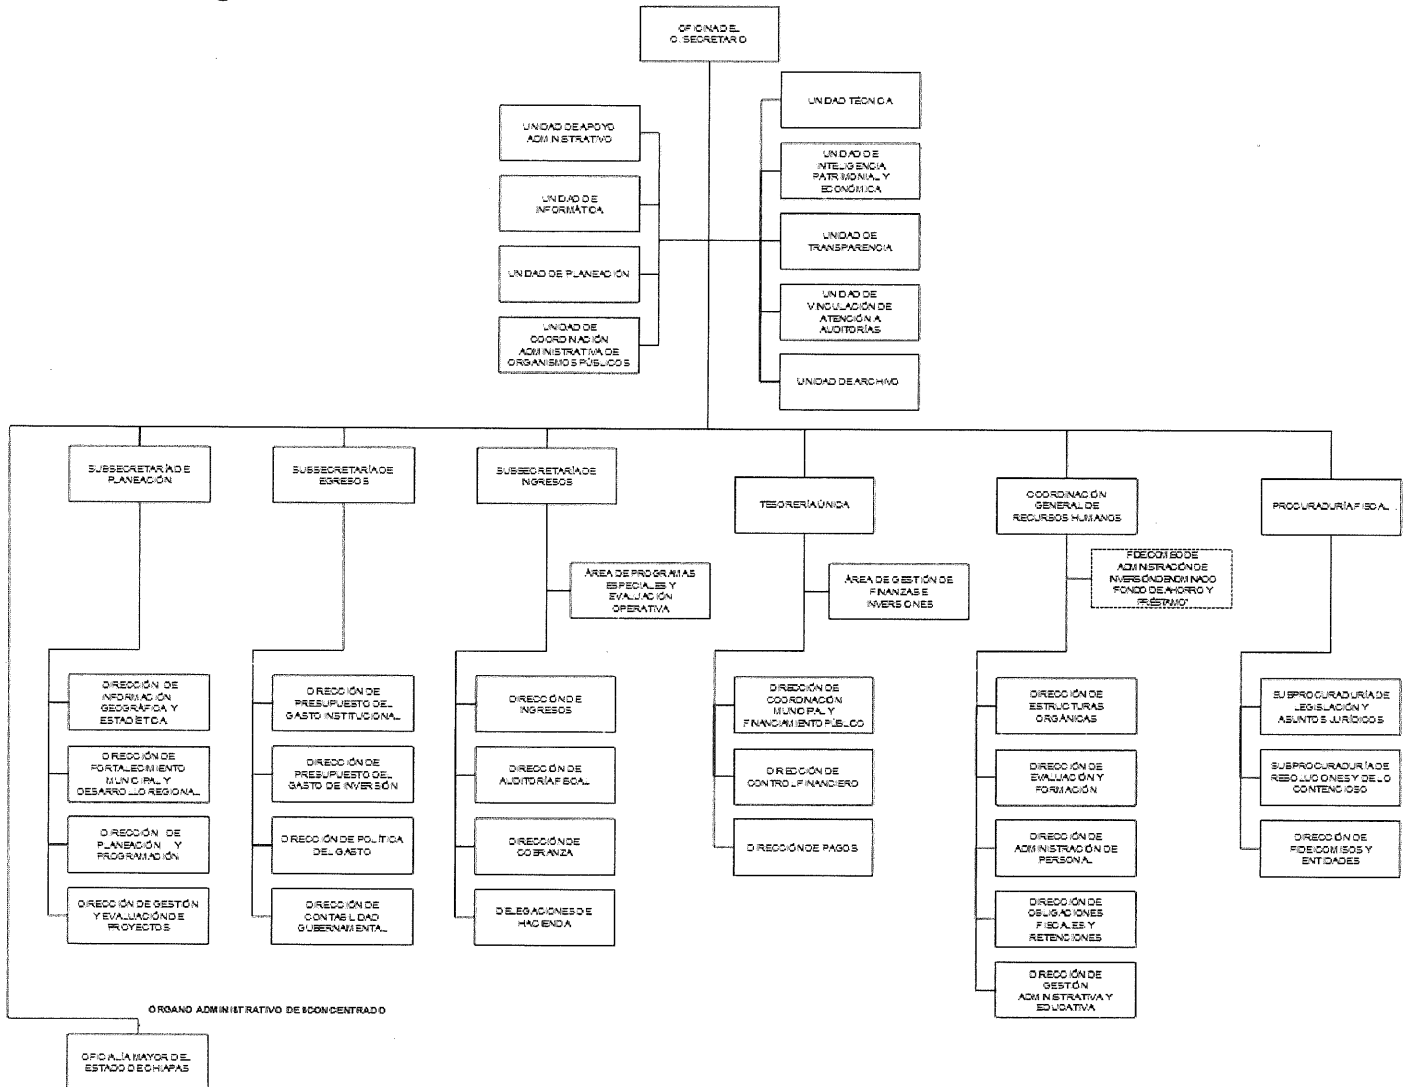 OFICINA DEL
C. SECRETARIO
UNIDAD DE APOYO
ADMINISTRATIVO
UNIDAD DE
INFORMÁTICA
UNIDAD DE PLANEACIÓN
UNIDAD DE
COORDINACIÓN
ADMINISTRATIVA DE
ORGANISMOS PÚBLICOS
UNIDAD TÉCNICA
UNIDAD DE
INTELIGENCIA
PATRIMONIAL Y
ECONÓMICA
UNIDAD DE
TRANSPARENCIA
UNIDAD DE
VINCULACIÓN DE
ATENCIÓN A
AUDITORÍAS
UNIDAD DE ARCHIVO
SUBSECRETARÍA DE
PLANEACIÓN
DIRECCIÓN DE
INFORMACIÓN
GEOGRÁFICA Y
ESTADÍSTICA
DIRECCIÓN DE
FORTALECIMIENTO
MUNICIPAL Y
DESARROLLO REGIONAL
DIRECCIÓN DE
PLANEACIÓN Y
PROGRAMACIÓN
DIRECCIÓN DE GESTIÓN
Y EVALUACIÓN DE
PROYECTOS
SUBSECRETARÍA DE
EGRESOS
DIRECCIÓN DE
PRESUPUESTO DEL
GASTO INSTITUCIONAL
DIRECCIÓN DE
PRESUPUESTO DEL
GASTO DE INVERSIÓN
DIRECCIÓN DE POLÍTICA
DEL GASTO
DIRECCIÓN DE
CONTABILIDAD
GUBERNAMENTAL
SUBSECRETARÍA DE
INGRESOS
ÁREA DE PROGRAMAS
ESPECIALES Y
EVALUACIÓN
OPERATIVA
DIRECCIÓN DE
INGRESOS
DIRECCIÓN DE
AUDITORÍA FISCAL
DIRECCIÓN DE
COBRANZA
DELEGACIONES DE
HACIENDA
TESORERÍA ÚNICA
ÁREA DE GESTIÓN DE
FINANZAS E
INVERSIONES
DIRECCIÓN DE
COORDINACIÓN
MUNICIPAL Y
FINANCIAMIENTO PÚBLICO
DIRECCIÓN DE
CONTROL FINANCIERO
DIRECCIÓN DE PAGOS
COORDINACIÓN
GENERAL DE
RECURSOS HUMANOS
FIDEICOMISO DE
ADMINISTRACIÓN DE
INVERSIÓN DENOMINADO
"FONDO DE AHORRO Y
PRÉSTAMO"
DIRECCIÓN DE
ESTRUCTURAS
ORGÁNICAS
DIRECCIÓN DE
EVALUACIÓN Y
FORMACIÓN
DIRECCIÓN DE
ADMINISTRACIÓN DE
PERSONAL
DIRECCIÓN DE
OBLIGACIONES
FISCALES Y
RETENCIONES
DIRECCIÓN DE
GESTIÓN
ADMINISTRATIVA Y
EDUCATIVA
PROCURADURÍA FISCAL
SUBPROCURADURÍA DE
LEGISLACIÓN Y
ASUNTOS JURÍDICOS
SUBPROCURADURÍA DE
RESOLUCIONES Y DE LO
CONTENCIOSO
DIRECCIÓN DE
FIDEICOMISOS Y
ENTIDADES
ÓRGANO ADMINISTRATIVO DESCONCENTRADO
OFICIALÍA MAYOR DEL
ESTADO DE CHIAPAS